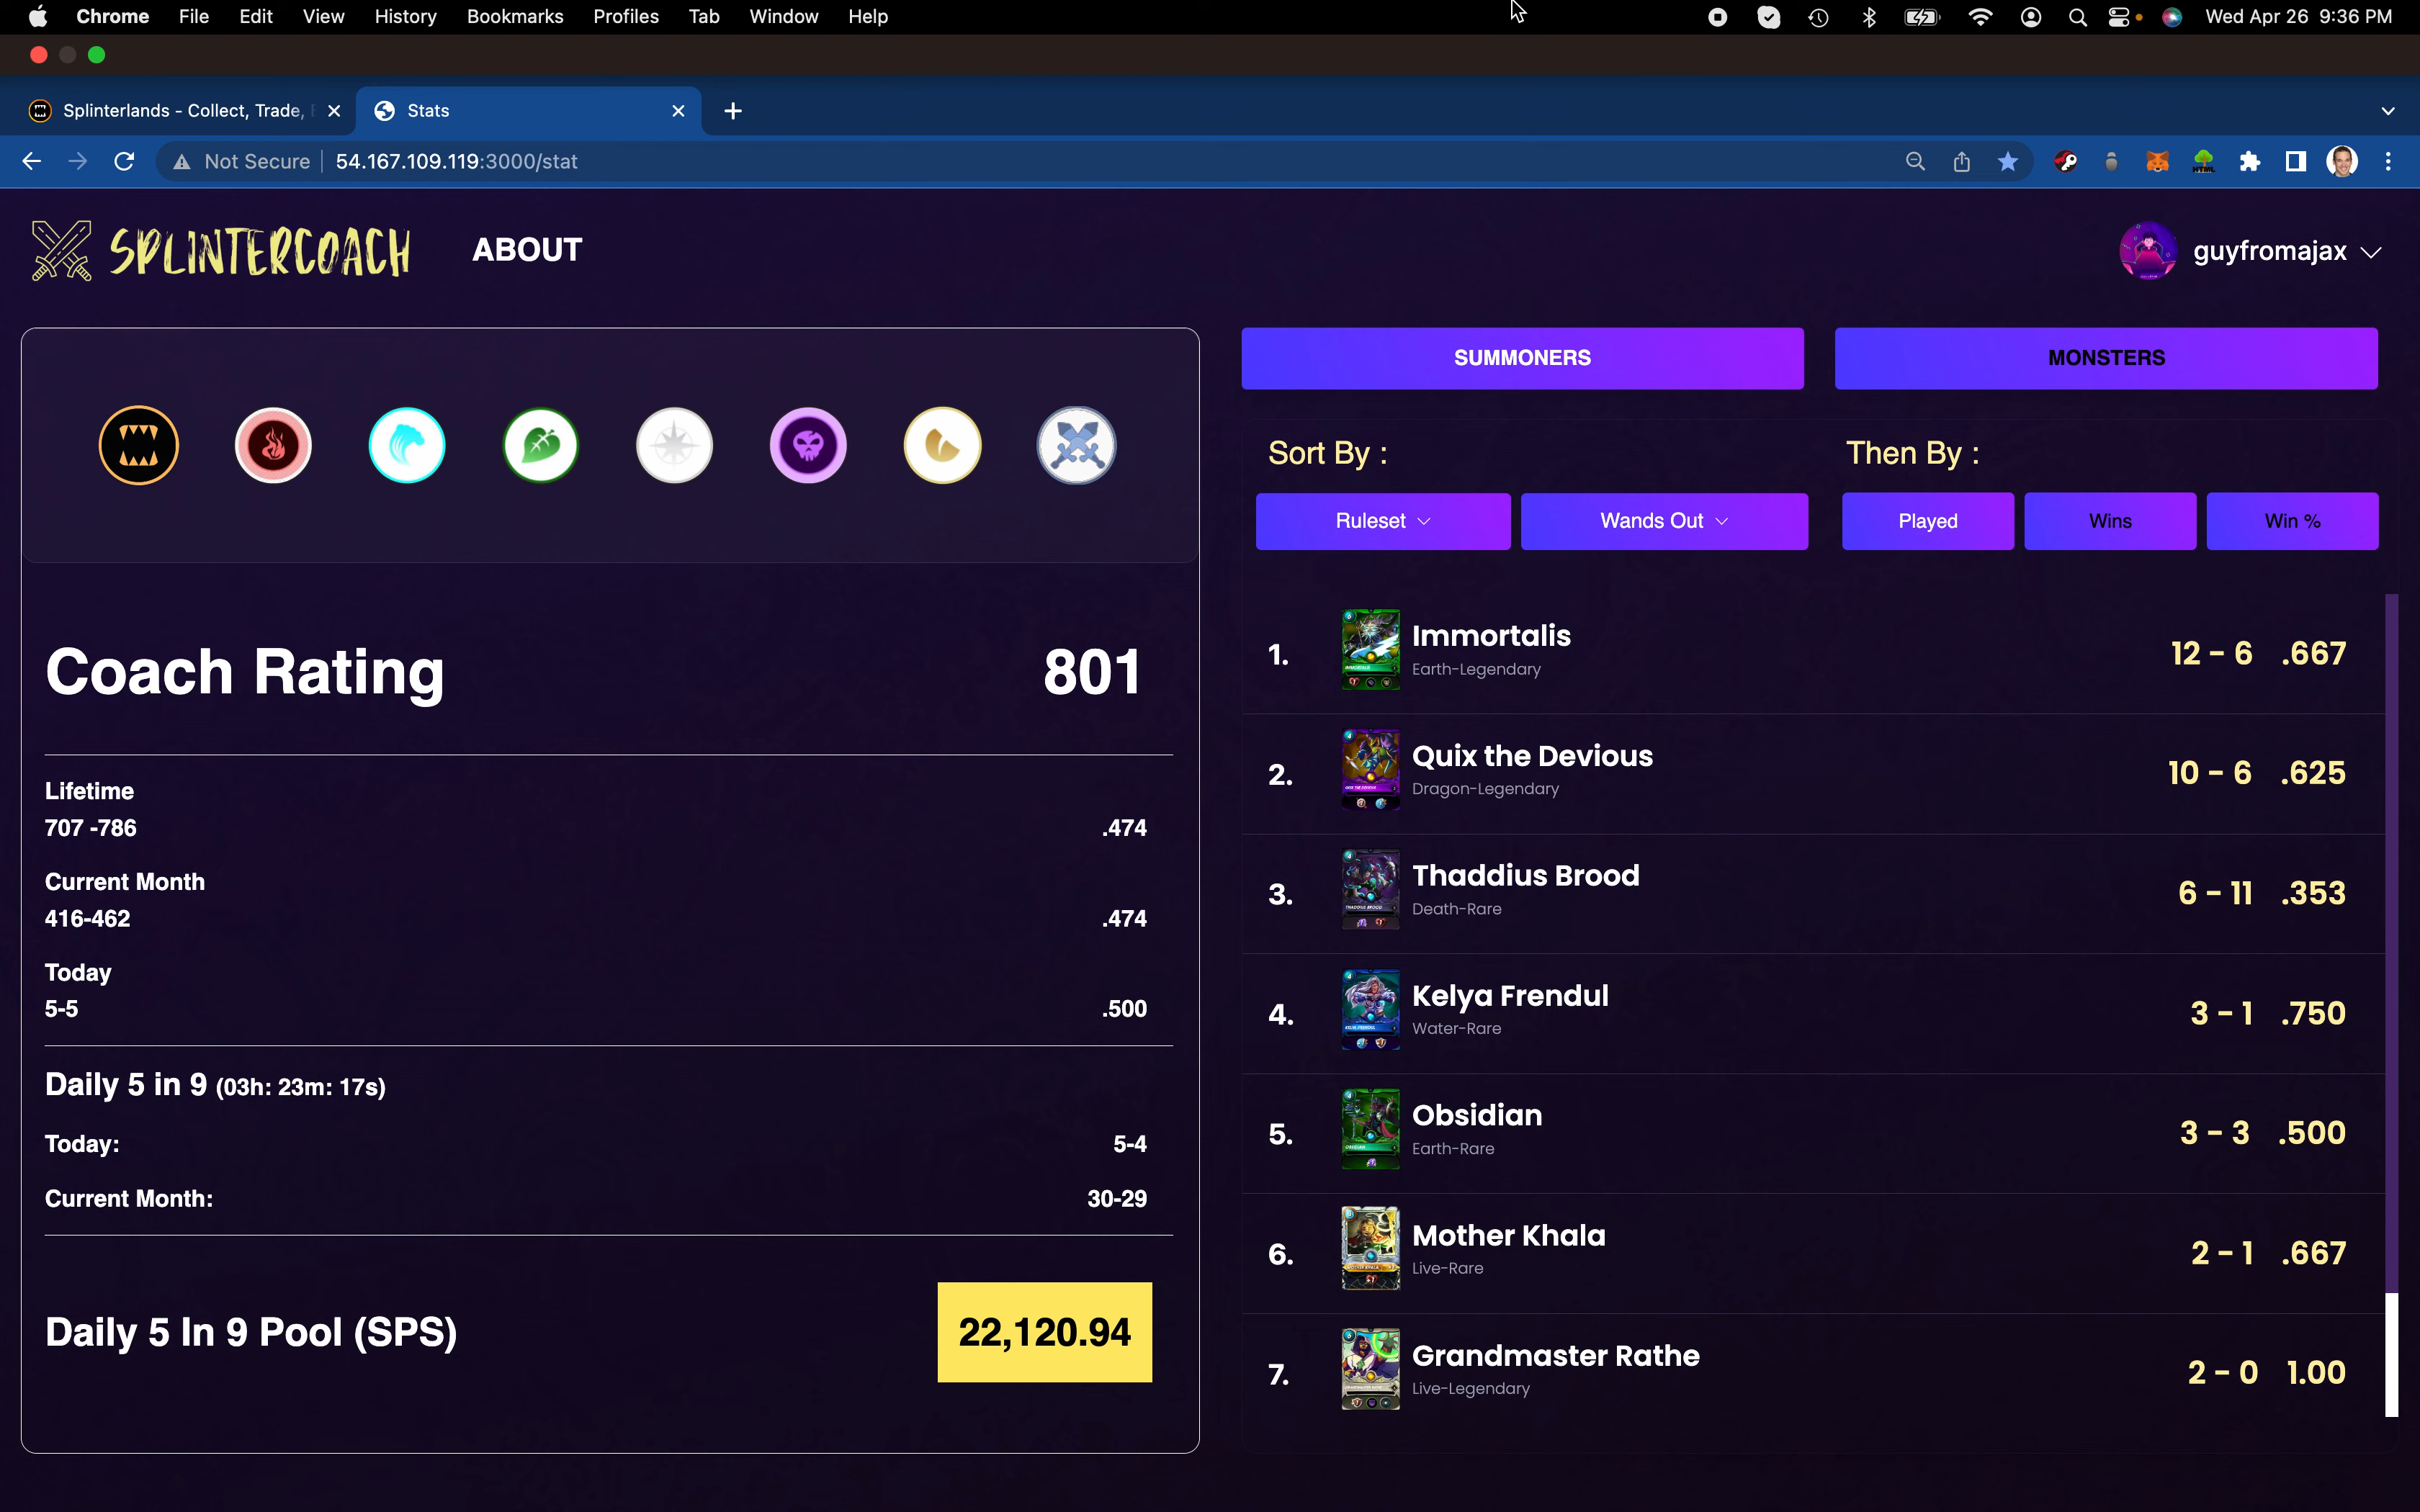 Chrome File Edit View History Bookmarks Profiles Tab Window Help Wed Apr 26 9:36 PM
Splinterlands - Collect, Trade, Stats
Not Secure 54.167.109.119:3000/stat
SPLINTERCOACH ABOUT guyfromajax
SUMMONERS MONSTERS
Sort By : Then By :
Ruleset Wands Out Played Wins Win %
Coach Rating 801
Lifetime
707 -786 .474
Current Month
416-462 .474
Today
5-5 .500
Daily 5 in 9 (03h: 23m: 17s)
Today: 5-4
Current Month: 30-29
Daily 5 In 9 Pool (SPS) 22,120.94
1. Immortalis 12 - 6 .667
Earth-Legendary
2. Quix the Devious 10 - 6 .625
Dragon-Legendary
3. Thaddius Brood 6 - 11 .353
Death-Rare
4. Kelya Frendul 3 - 1 .750
Water-Rare
5. Obsidian 3 - 3 .500
Earth-Rare
6. Mother Khala 2 - 1 .667
Live-Rare
7. Grandmaster Rathe 2 - 0 1.00
Live-Legendary